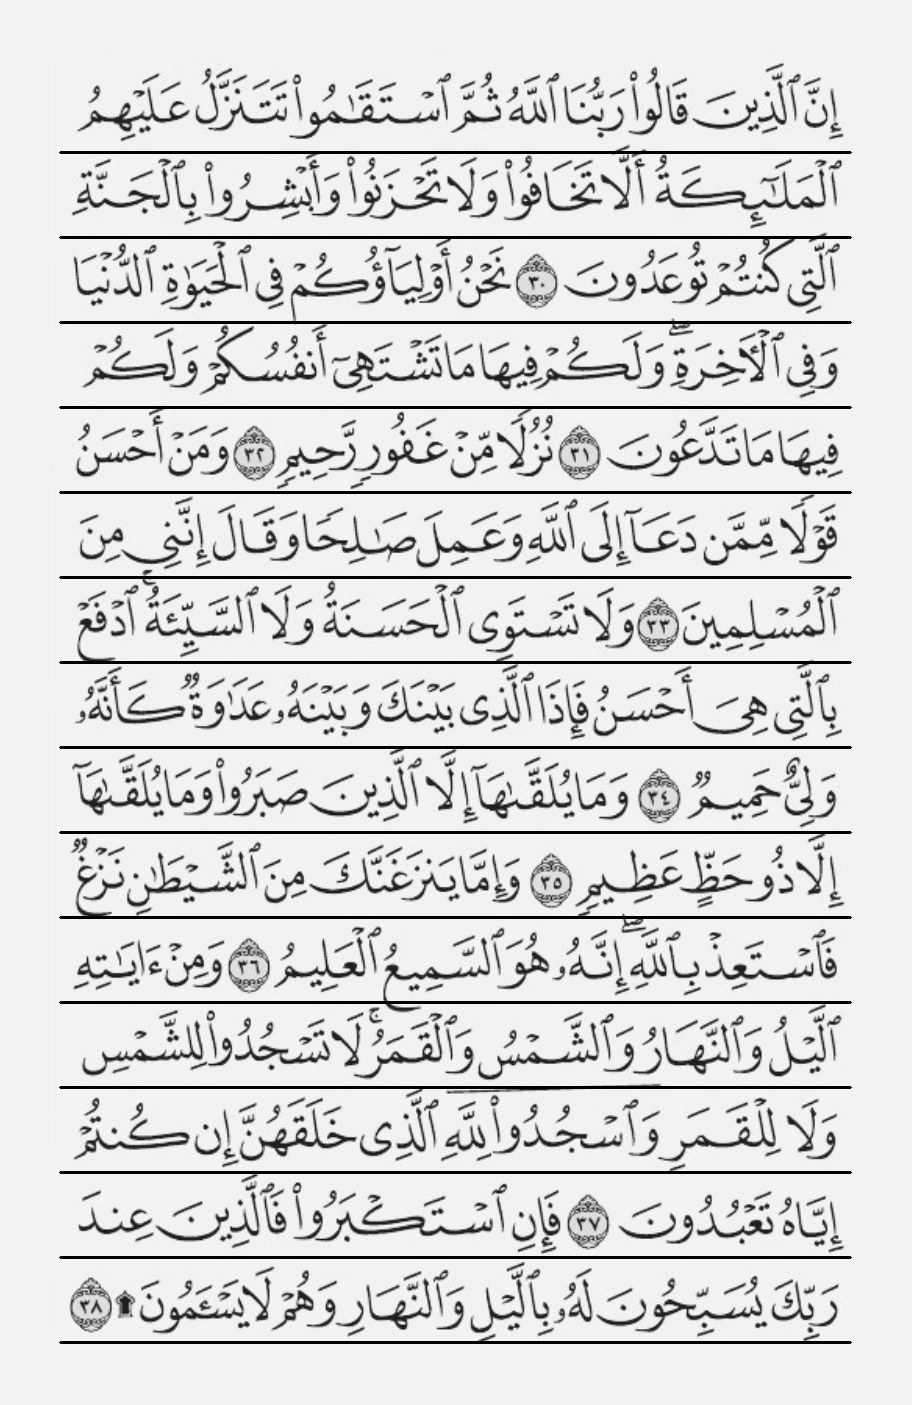 إِنَّ ٱلَّذِينَ قَالُوا۟ رَبُّنَا ٱللَّهُ ثُمَّ ٱسْتَقَـٰمُوا۟ تَتَنَزَّلُ عَلَيْهِمُ
ٱلْمَلَـٰٓئِكَةُ أَلَّا تَخَافُوا۟ وَلَا تَحْزَنُوا۟ وَأَبْشِرُوا۟ بِٱلْجَنَّةِ
ٱلَّتِى كُنتُمْ تُوعَدُونَ ٣٠ نَحْنُ أَوْلِيَآؤُكُمْ فِى ٱلْحَيَوٰةِ ٱلدُّنْيَا
وَفِى ٱلْـَٔاخِرَةِ ۖ وَلَكُمْ فِيهَا مَا تَشْتَهِىٓ أَنفُسُكُمْ وَلَكُمْ
فِيهَا مَا تَدَّعُونَ ٣١ نُزُلًا مِّنْ غَفُورٍ رَّحِيمٍ ٣٢ وَمَنْ أَحْسَنُ
قَوْلًا مِّمَّن دَعَآ إِلَى ٱللَّهِ وَعَمِلَ صَـٰلِحًا وَقَالَ إِنَّنِى مِنَ
ٱلْمُسْلِمِينَ ٣٣ وَلَا تَسْتَوِى ٱلْحَسَنَةُ وَلَا ٱلسَّيِّئَةُ ۚ ٱدْفَعْ
بِٱلَّتِى هِىَ أَحْسَنُ فَإِذَا ٱلَّذِى بَيْنَكَ وَبَيْنَهُۥ عَدَٰوَةٌ كَأَنَّهُۥ
وَلِىٌّ حَمِيمٌ ٣٤ وَمَا يُلَقَّىٰهَآ إِلَّا ٱلَّذِينَ صَبَرُوا۟ وَمَا يُلَقَّىٰهَآ
إِلَّا ذُو حَظٍّ عَظِيمٍ ٣٥ وَإِمَّا يَنزَغَنَّكَ مِنَ ٱلشَّيْطَـٰنِ نَزْغٌ
فَٱسْتَعِذْ بِٱللَّهِ ۖ إِنَّهُۥ هُوَ ٱلسَّمِيعُ ٱلْعَلِيمُ ٣٦ وَمِنْ ءَايَـٰتِهِ
ٱلَّيْلُ وَٱلنَّهَارُ وَٱلشَّمْسُ وَٱلْقَمَرُ ۚ لَا تَسْجُدُوا۟ لِلشَّمْسِ
وَلَا لِلْقَمَرِ وَٱسْجُدُوا۟ لِلَّهِ ٱلَّذِى خَلَقَهُنَّ إِن كُنتُمْ
إِيَّاهُ تَعْبُدُونَ ٣٧ فَإِنِ ٱسْتَكْبَرُوا۟ فَٱلَّذِينَ عِندَ
رَبِّكَ يُسَبِّحُونَ لَهُۥ بِٱلَّيْلِ وَٱلنَّهَارِ وَهُمْ لَا يَسْـَٔمُونَ ۩ ٣٨